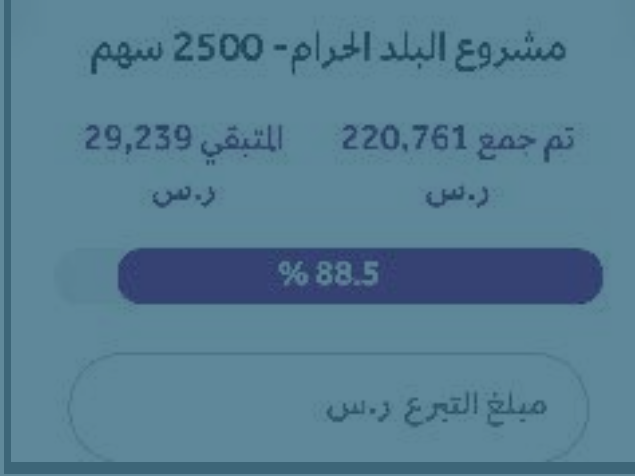 مشروع البلد الحرام- 2500 سهم
تم جمع 220,761 ر.س
المتبقي 29,239 ر.س
88.5 %
مبلغ التبرع ر.س